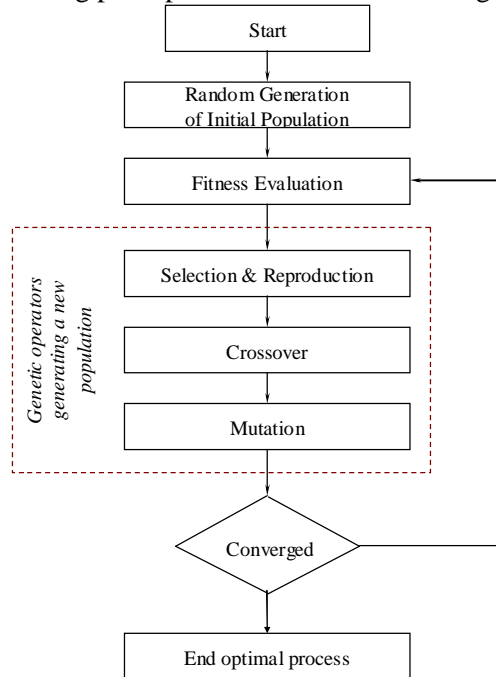 Start
Random Generation
of Initial Population
Fitness Evaluation
Genetic operators
generating a new
population
Selection & Reproduction
Crossover
Mutation
Converged
End optimal process